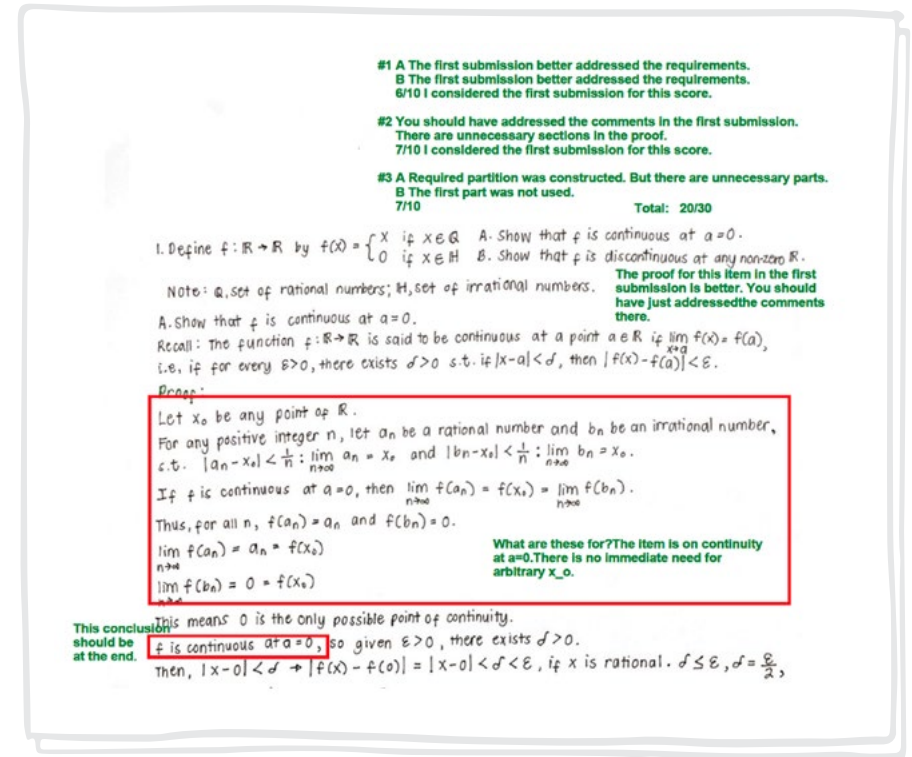 #1 A The first submission better addressed the requirements.
B The first submission better addressed the requirements.
6/10 I considered the first submission for this score.
#2 You should have addressed the comments in the first submission.
There are unnecessary sections in the proof.
7/10 I considered the first submission for this score.
#3 A Required partition was constructed. But there are unnecessary parts.
B The first part was not used.
7/10 Total: 20/30
1. Define f: ℝ→ℝ by f(x) = { x if x∈Q A. Show that f is continuous at a=0.
0 if x∈H B. Show that f is discontinuous at any non-zero ℝ.
Note: Q, set of rational numbers; H, set of irrational numbers.
The proof for this item in the first
submission is better. You should
have just addressedthe comments
there.
A. Show that f is continuous at a=0.
Recall: The function f: ℝ→ℝ is said to be continuous at a point a∈ℝ if lim x→a f(x) = f(a),
i.e, if for every ε>0, there exists δ>0 s.t. if |x-a|<δ, then |f(x)-f(a)|<ε.
Proof:
Let x₀ be any point of ℝ.
For any positive integer n, let an be a rational number and bn be an irrational number,
s.t. |an-x₀| < 1/n : lim n→∞ an = x₀ and |bn-x₀| < 1/n : lim n→∞ bn = x₀.
If f is continuous at a=0, then lim n→∞ f(an) = f(x₀) = lim n→∞ f(bn).
Thus, for all n, f(an) = an and f(bn) = 0.
lim n→∞ f(an) = an = f(x₀)
lim n→∞ f(bn) = 0 = f(x₀)
What are these for?The item is on continuity
at a=0.There is no immediate need for
arbitrary x_o.
This means 0 is the only possible point of continuity.
This conclusion
should be
at the end.
f is continuous at a=0, so given ε>0, there exists δ>0.
Then, |x-0|<δ → |f(x) - f(0)| = |x-0| < δ < ε, if x is rational. δ ≤ ε, δ = ε/2,